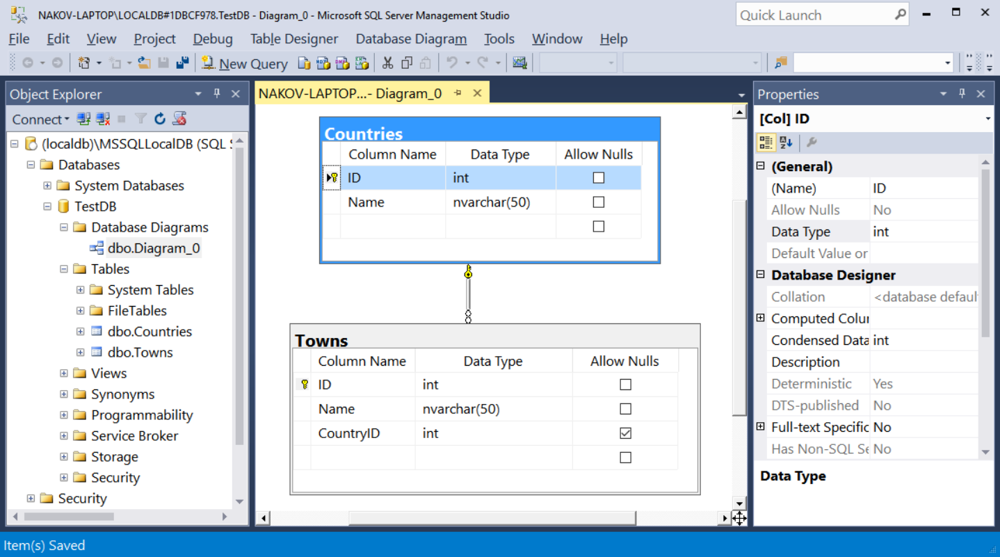 NAKOV-LAPTOP\LOCALDB#1DBCF978.TestDB - Diagram_0 - Microsoft SQL Server Management Studio
Quick Launch
File Edit View Project Debug Table Designer Database Diagram Tools Window Help
New Query
Object Explorer
Connect
(localdb)\MSSQLLocalDB (SQL S
Databases
System Databases
TestDB
Database Diagrams
dbo.Diagram_0
Tables
System Tables
FileTables
dbo.Countries
dbo.Towns
Views
Synonyms
Programmability
Service Broker
Storage
Security
Security
NAKOV-LAPTOP...- Diagram_0
Countries
Column Name Data Type Allow Nulls
ID int
Name nvarchar(50)
Towns
Column Name Data Type Allow Nulls
ID int
Name nvarchar(50)
CountryID int
Properties
[Col] ID
(General)
(Name) ID
Allow Nulls No
Data Type int
Default Value or
Database Designer
Collation <database defaul
Computed Colu
Condensed Data int
Description
Deterministic Yes
DTS-published No
Full-text Specific No
Has Non-SQL Se No
Data Type
Item(s) Saved